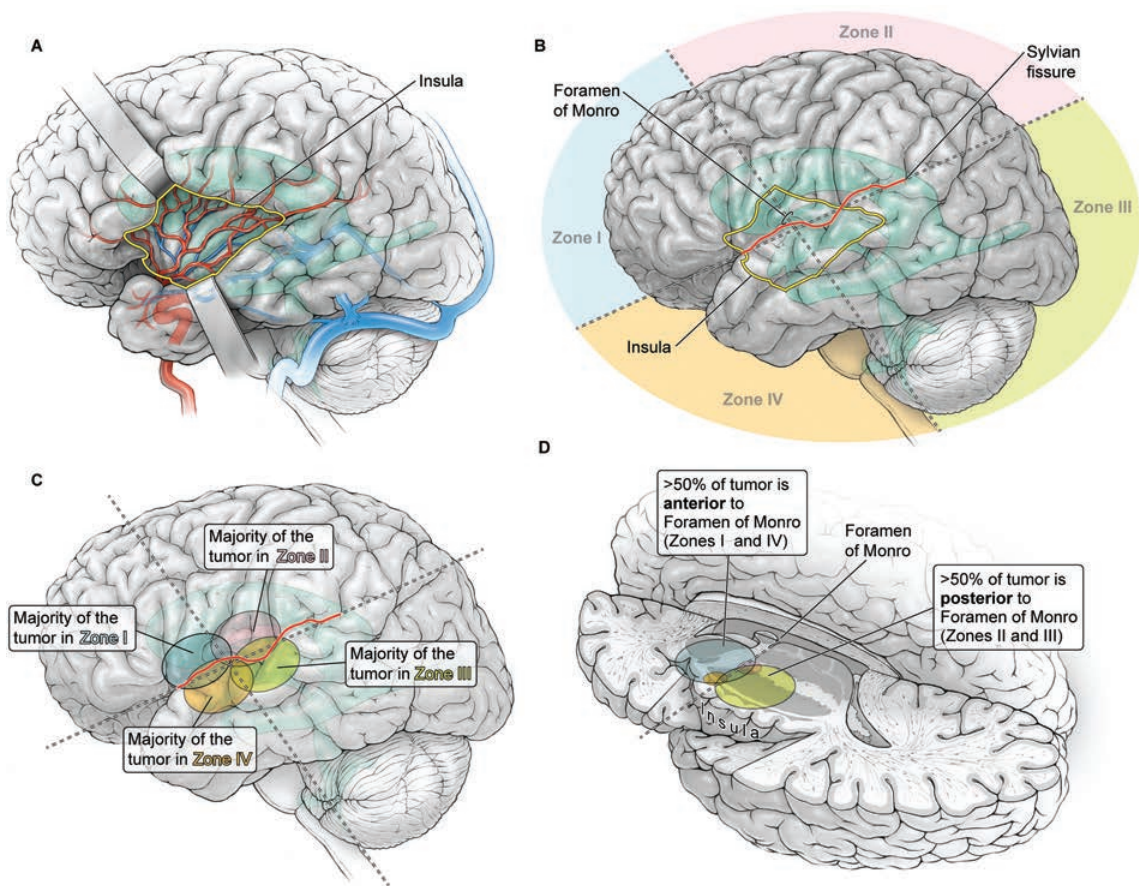 A
Insula
B
Zone II
Sylvian
fissure
Foramen
of Monro
Zone I
Zone III
Insula
Zone IV
C
Majority of the
tumor in Zone II
Majority of the
tumor in Zone I
Majority of the
tumor in Zone III
Majority of the
tumor in Zone IV
D
>50% of tumor is
anterior to
Foramen of Monro
(Zones I and IV)
Foramen
of Monro
>50% of tumor is
posterior to
Foramen of Monro
(Zones II and III)
Insula